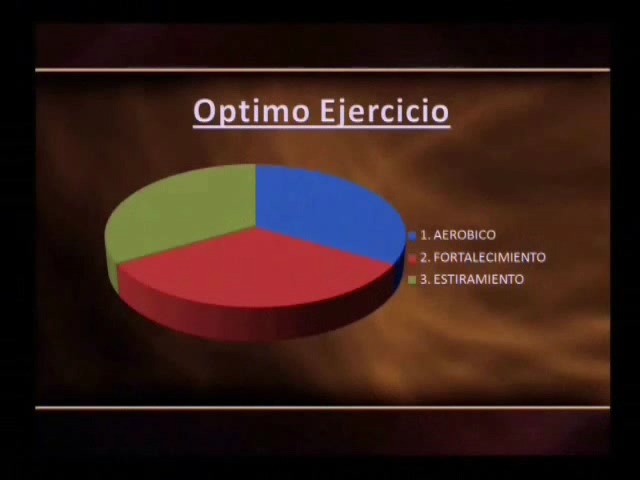 Optimo Ejercicio
1. AEROBICO
2. FORTALECIMIENTO
3. ESTIRAMIENTO